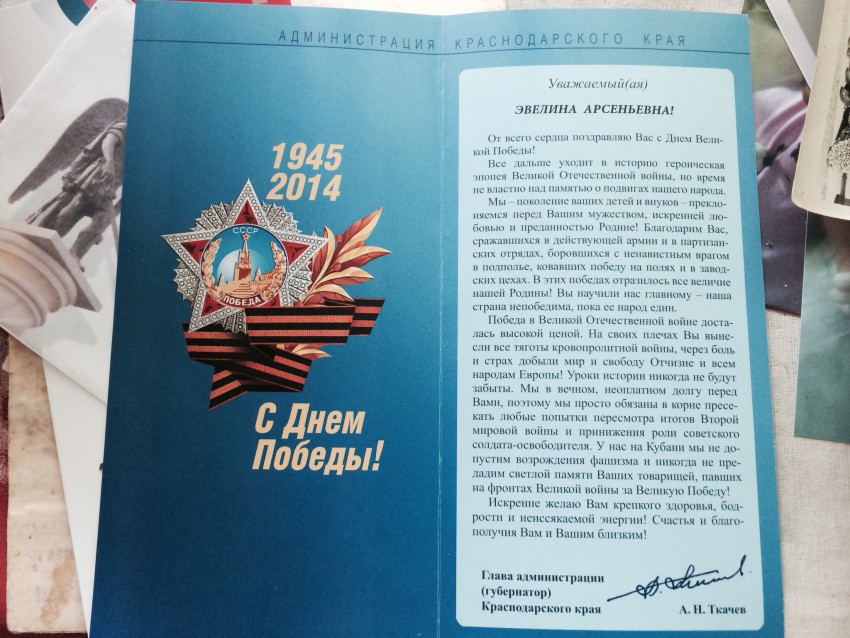 АДМИНИСТРАЦИЯ КРАСНОДАРСКОГО КРАЯ
1945
2014
СССР
ПОБЕДА
С Днем
Победы!
Уважаемый(ая)
ЭВЕЛИНА АРСЕНЬЕВНА!
От всего сердца поздравляю Вас с Днем Вели-
кой Победы!
Все дальше уходит в историю героическая
эпопея Великой Отечественной войны, но время
не властно над памятью о подвигах нашего народа.
Мы – поколение ваших детей и внуков – прекло-
няемся перед Вашим мужеством, искренней лю-
бовью и преданностью Родине! Благодарим Вас,
сражавшихся в действующей армии и в партизан-
ских отрядах, боровшихся с ненавистным врагом
в подполье, ковавших победу на полях и в завод-
ских цехах. В этих победах отразилось все величие
нашей Родины! Вы научили нас главному – наша
страна непобедима, пока ее народ един.
Победа в Великой Отечественной войне доста-
лась высокой ценой. На своих плечах Вы вынес-
ли все тяготы кровопролитной войны, через боль
и страх добыли мир и свободу Отчизне и всем
народам Европы! Уроки истории никогда не будут
забыты. Мы в вечном, неоплатном долгу перед
Вами, поэтому мы просто обязаны в корне пресе-
кать любые попытки пересмотра итогов Второй
мировой войны и принижения роли советского
солдата-освободителя. У нас на Кубани мы не до-
пустим возрождения фашизма и никогда не пре-
дадим светлой памяти Ваших товарищей, павших
на фронтах Великой войны за Великую Победу!
Искренне желаю Вам крепкого здоровья, бод-
рости и неиссякаемой энергии! Счастья и благо-
получия Вам и Вашим близким!
Глава администрации
(губернатор)
Краснодарского края А. Н. Ткачев